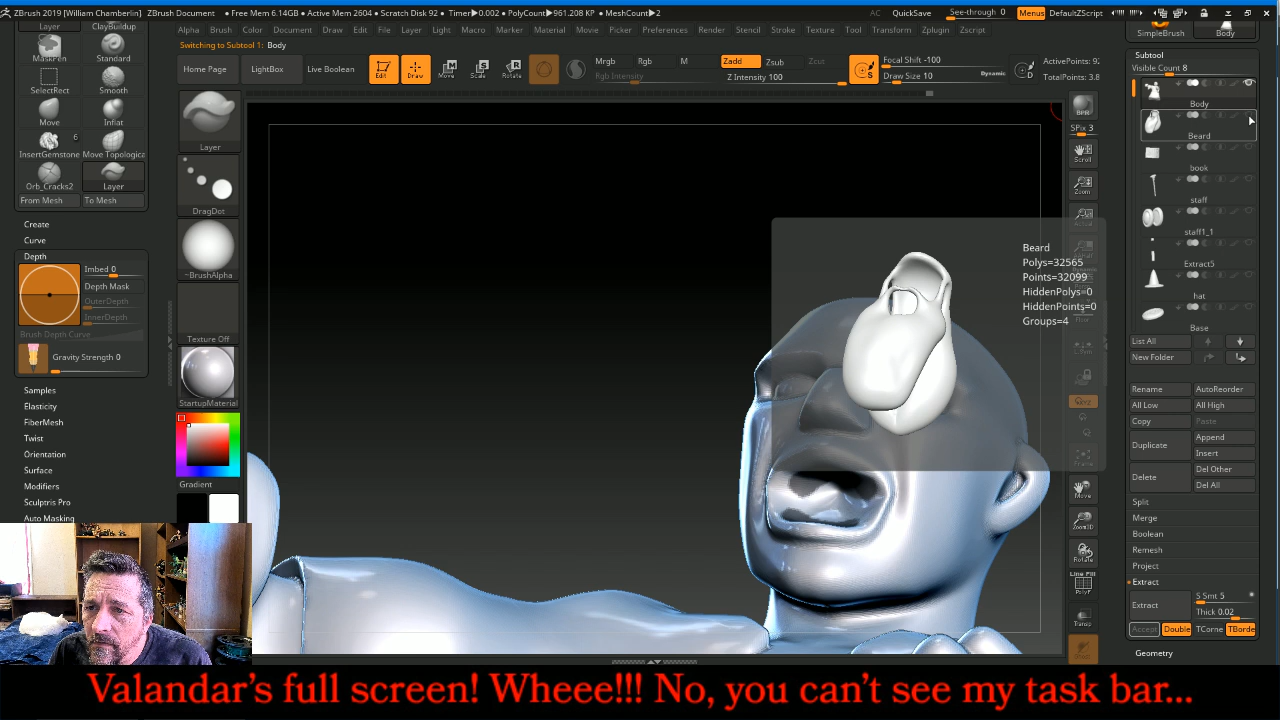 ZBrush 2019 [William Chamberlin]
ZBrush Document
• Free Mem 6.14GB • Active Mem 2604 • Scratch Disk 92 • Timer▶0.002 • PolyCount▶961.208 KP • MeshCount▶2
AC
QuickSave
See-through 0
Menus
DefaultZScript
Alpha Brush Color Document Draw Edit File Layer Light Macro Marker Material Movie Picker Preferences Render Stencil Stroke Texture Tool Transform Zplugin Zscript
Switching to Subtool 1: Body
Home Page
LightBox
Live Boolean
Edit
Draw
Move
Scale
Rotate
Mrgb
Rgb
M
Rgb Intensity
Zadd
Zsub
Zcut
Z Intensity 100
Focal Shift -100
Draw Size 10
Dynamic
ActivePoints: 92
TotalPoints: 3.8
Layer
ClayBuildup
MaskPen
Standard
SelectRect
Smooth
Move
Inflat
6
InsertGemstone
Move Topologica
Orb_Cracks2
Layer
From Mesh
To Mesh
Create
Curve
Depth
Imbed 0
Depth Mask
OuterDepth
InnerDepth
Brush Depth Curve
Gravity Strength 0
Samples
Elasticity
FiberMesh
Twist
Orientation
Surface
Modifiers
Sculptris Pro
Auto Masking
Layer
DragDot
~BrushAlpha
Texture Off
StartupMaterial
Gradient
Beard
Polys=32565
Points=32099
HiddenPolys=0
HiddenPoints=0
Groups=4
BPR
SPix 3
Scroll
Zoom
Move
Zoom3D
Rotate
Line Fill
PolyF
Transp
SimpleBrush
Body
Subtool
Visible Count 8
Body
Beard
book
staff
staff1_1
Extract5
hat
Base
List All
New Folder
Rename
AutoReorder
All Low
All High
Copy
Paste
Duplicate
Append
Insert
Delete
Del Other
Del All
Split
Merge
Boolean
Remesh
Project
Extract
Extract
S Smt 5
Thick 0.02
Accept
Double
TCorne
TBorde
Geometry
Valandar's full screen! Wheee!!! No, you can't see my task bar...